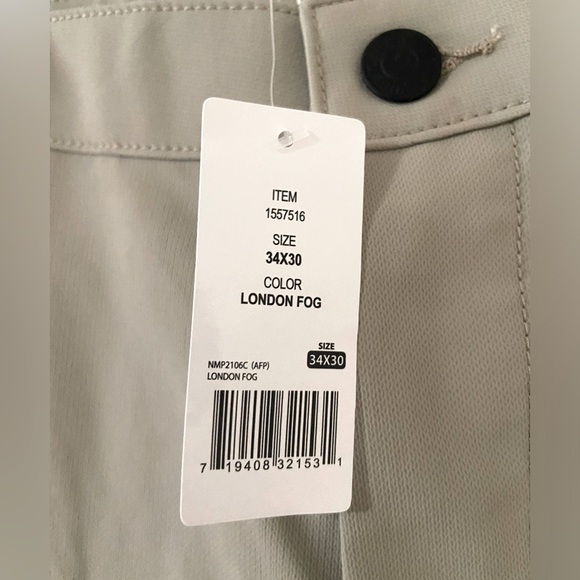 ITEM
1557516
SIZE
34X30
COLOR
LONDON FOG
SIZE
34X30
NMP2106C (AFP)
LONDON FOG
7 19408 32153 1